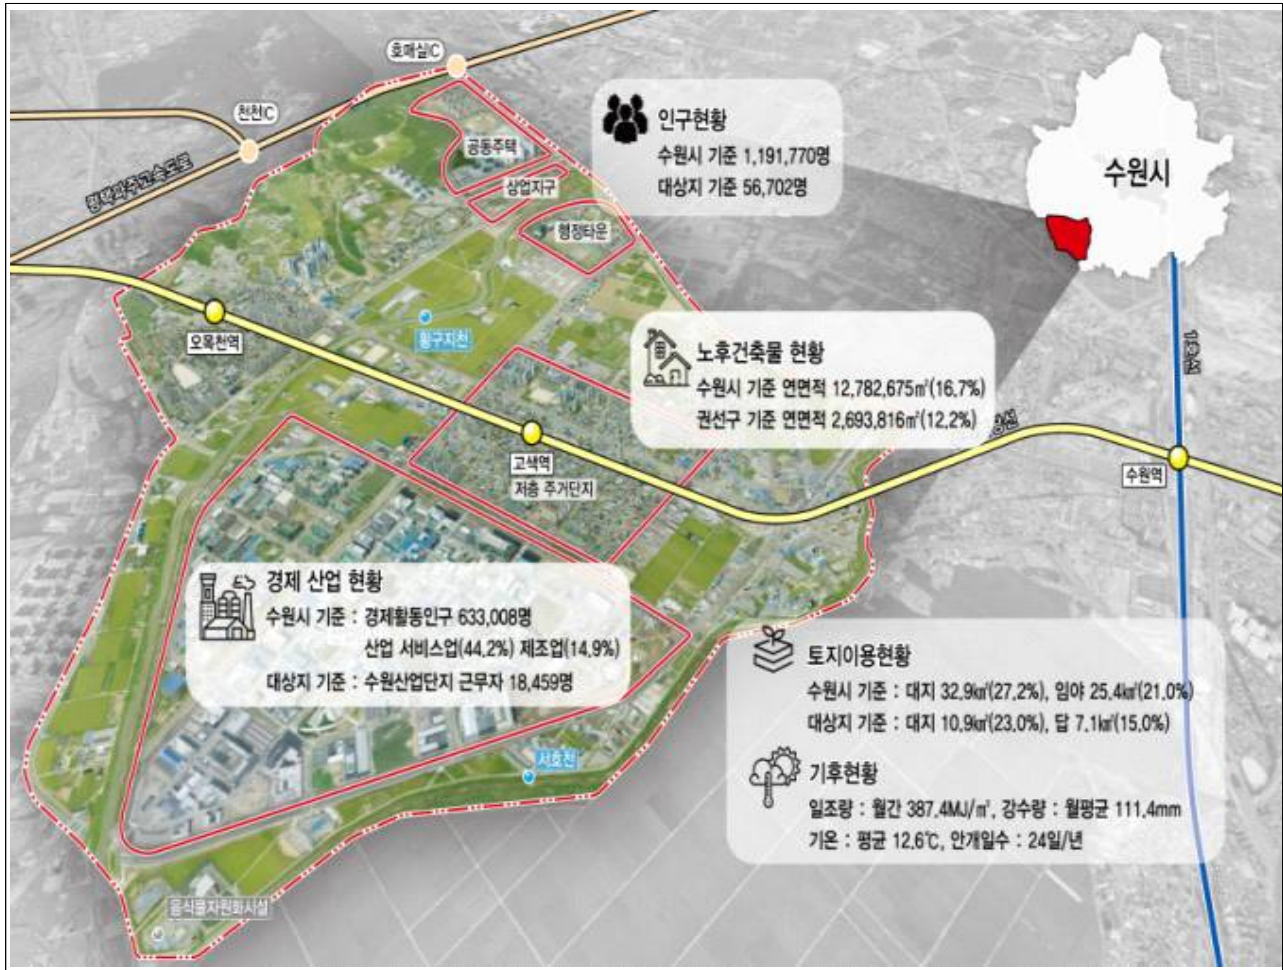 호매실IC
천천IC
평택파주고속도로
공동주택
상업지구
행정타운
인구현황
수원시 기준 1,191,770명
대상지 기준 56,702명
수원시
1호선
오목천역
황구지천
노후건축물 현황
수원시 기준 연면적 12,782,675㎡(16.7%)
권선구 기준 연면적 2,693,816㎡(12.2%)
고색역
저층 주거단지
수원역
경제 산업 현황
수원시 기준 : 경제활동인구 633,008명
산업 서비스업(44.2%) 제조업(14.9%)
대상지 기준 : 수원산업단지 근무자 18,459명
토지이용현황
수원시 기준 : 대지 32.9㎢(27.2%), 임야 25.4㎢(21.0%)
대상지 기준 : 대지 10.9㎢(23.0%), 답 7.1㎢(15.0%)
서호천
기후현황
일조량 : 월간 387.4MJ/㎡, 강수량 : 월평균 111.4mm
기온 : 평균 12.6℃, 안개일수 : 24일/년
음식물자원화시설